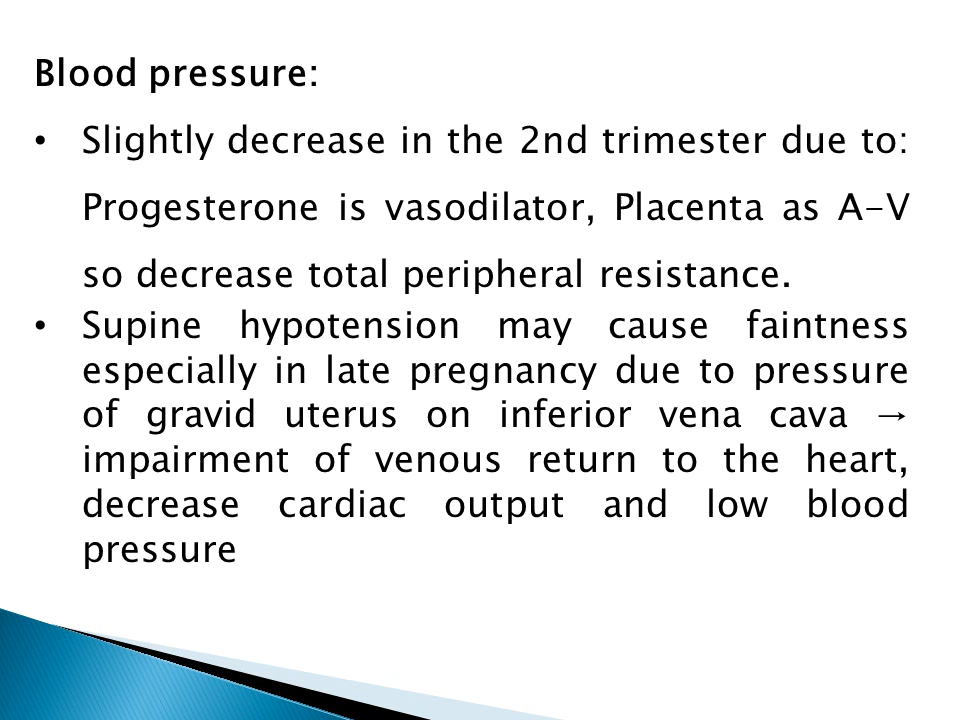 Blood pressure:
• Slightly decrease in the 2nd trimester due to:
Progesterone is vasodilator, Placenta as A-V
so decrease total peripheral resistance.
• Supine hypotension may cause faintness
especially in late pregnancy due to pressure
of gravid uterus on inferior vena cava →
impairment of venous return to the heart,
decrease cardiac output and low blood
pressure